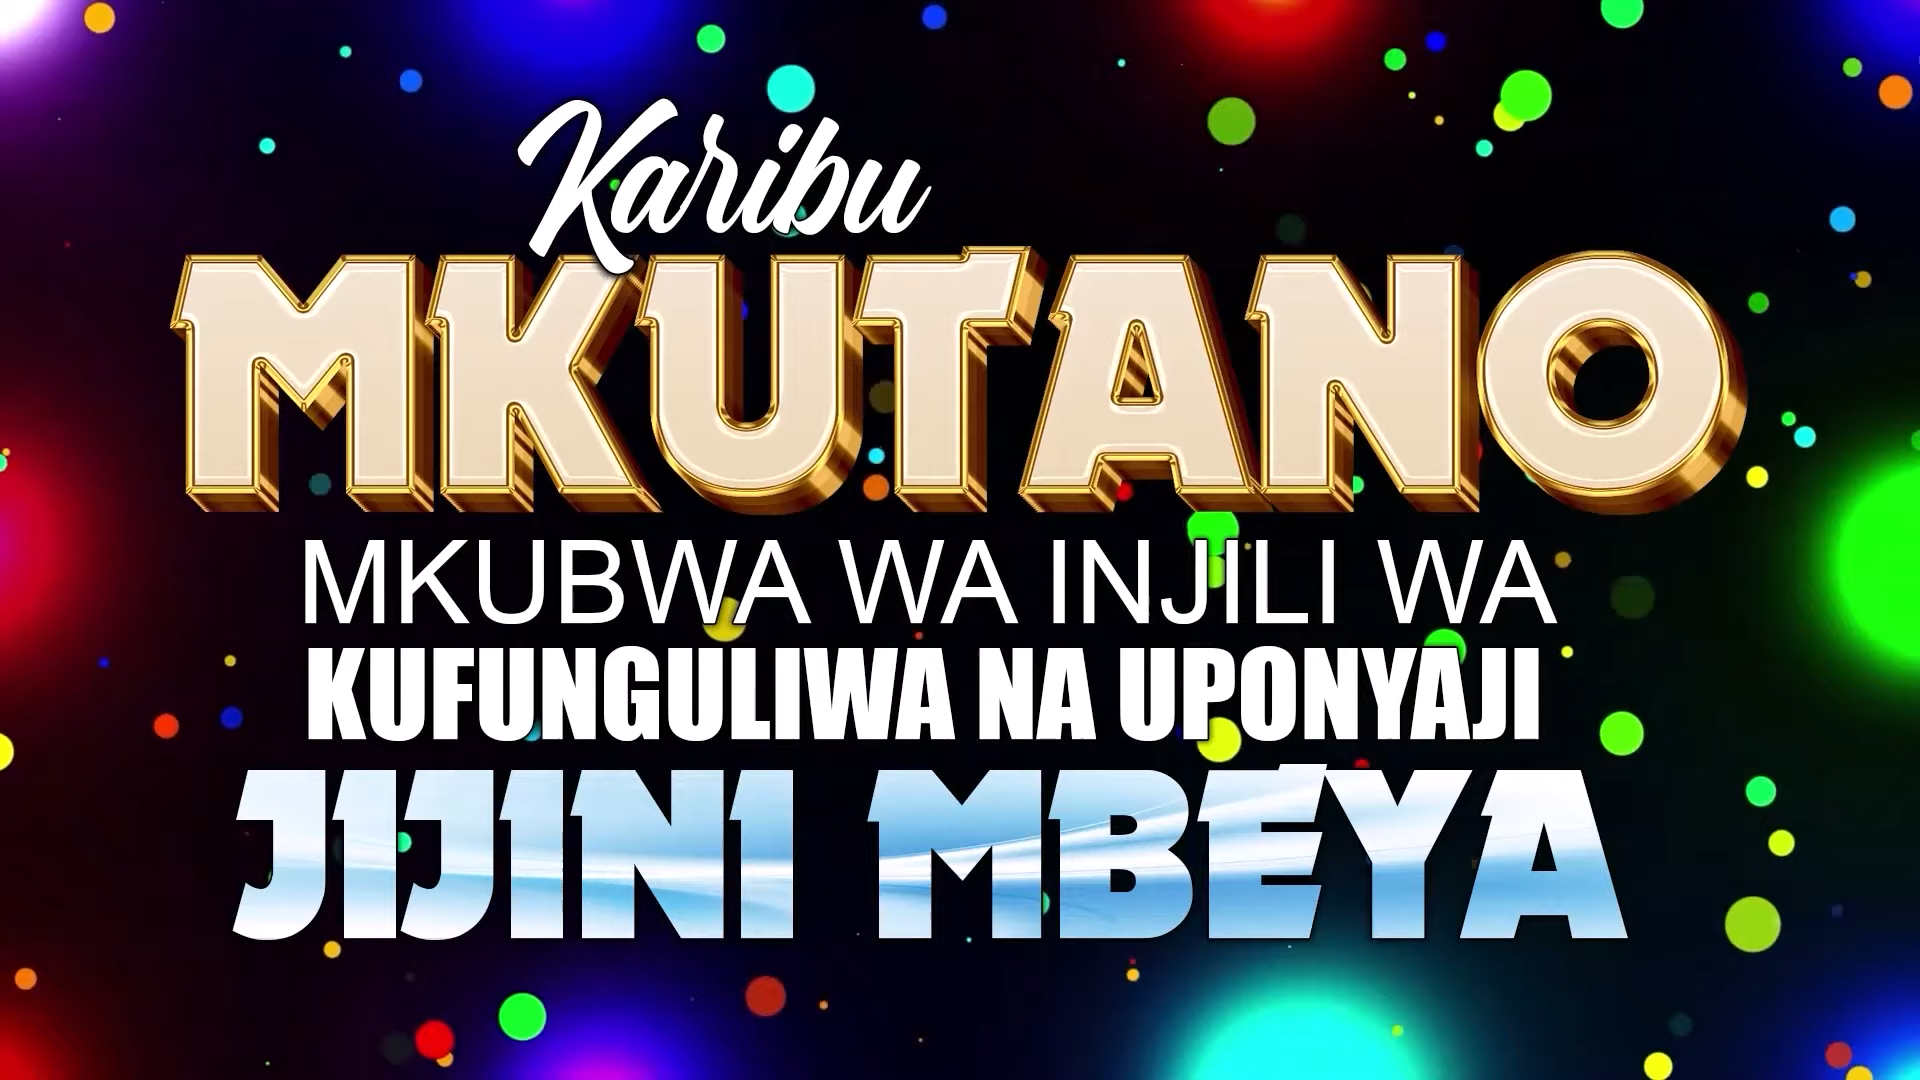 Karibu
MKUTANO
MKUBWA WA INJILI WA
KUFUNGULIWA NA UPONYAJI
JIJINI MBEYA